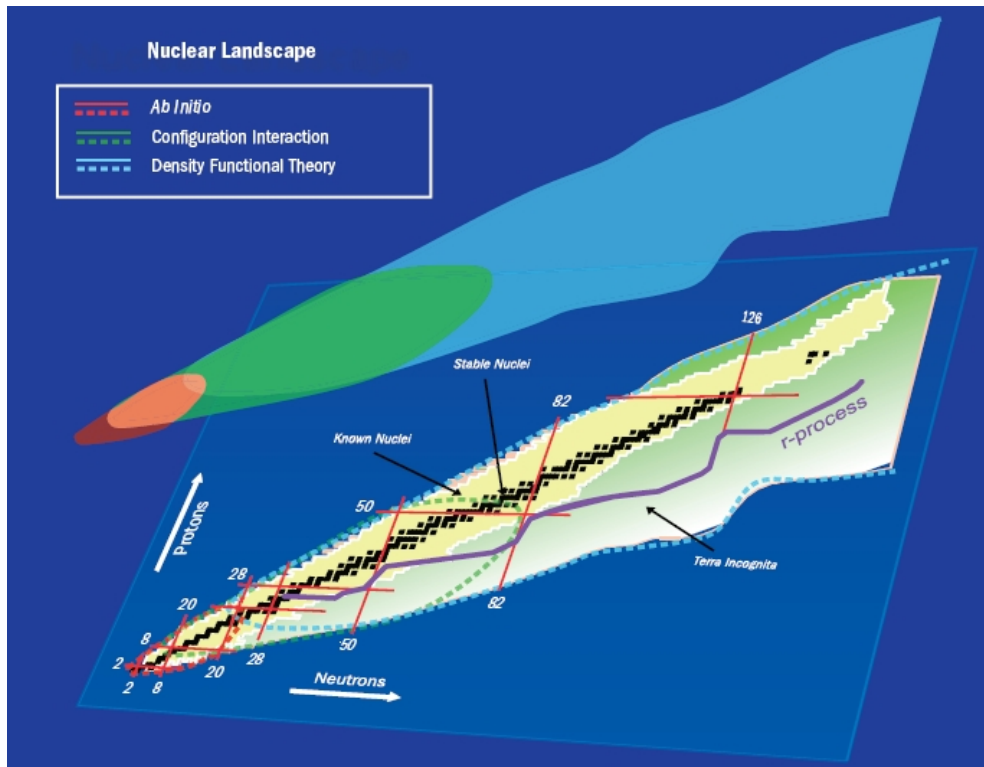 Nuclear Landscape
Ab Initio
Configuration Interaction
Density Functional Theory
126
Stable Nuclei
82
Known Nuclei
r-process
50
Protons
Terra Incognita
28
20
82
8
50
2
28
20
2
8
Neutrons